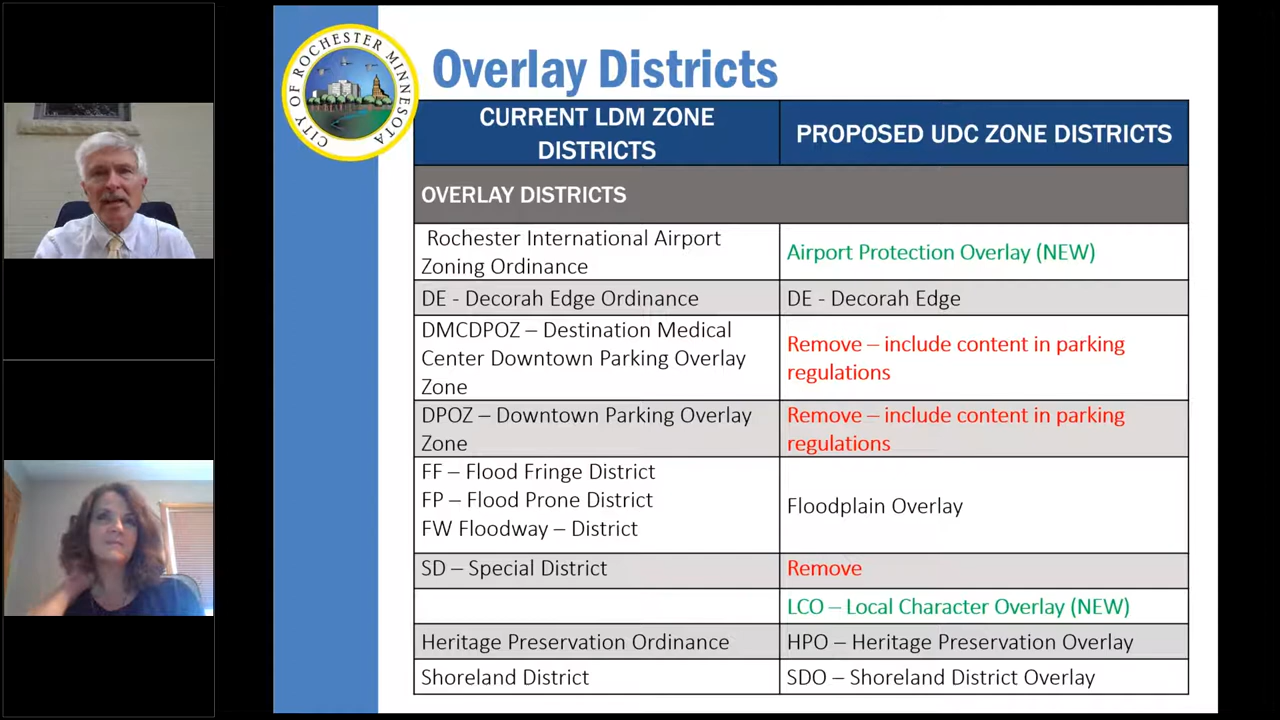 CITY OF ROCHESTER MINNESOTA
Overlay Districts
CURRENT LDM ZONE
DISTRICTS
PROPOSED UDC ZONE DISTRICTS
OVERLAY DISTRICTS
Rochester International Airport
Zoning Ordinance
Airport Protection Overlay (NEW)
DE - Decorah Edge Ordinance
DE - Decorah Edge
DMCDPOZ – Destination Medical
Center Downtown Parking Overlay
Zone
Remove – include content in parking
regulations
DPOZ – Downtown Parking Overlay
Zone
Remove – include content in parking
regulations
FF – Flood Fringe District
FP – Flood Prone District
FW Floodway – District
Floodplain Overlay
SD – Special District
Remove
LCO – Local Character Overlay (NEW)
Heritage Preservation Ordinance
HPO – Heritage Preservation Overlay
Shoreland District
SDO – Shoreland District Overlay